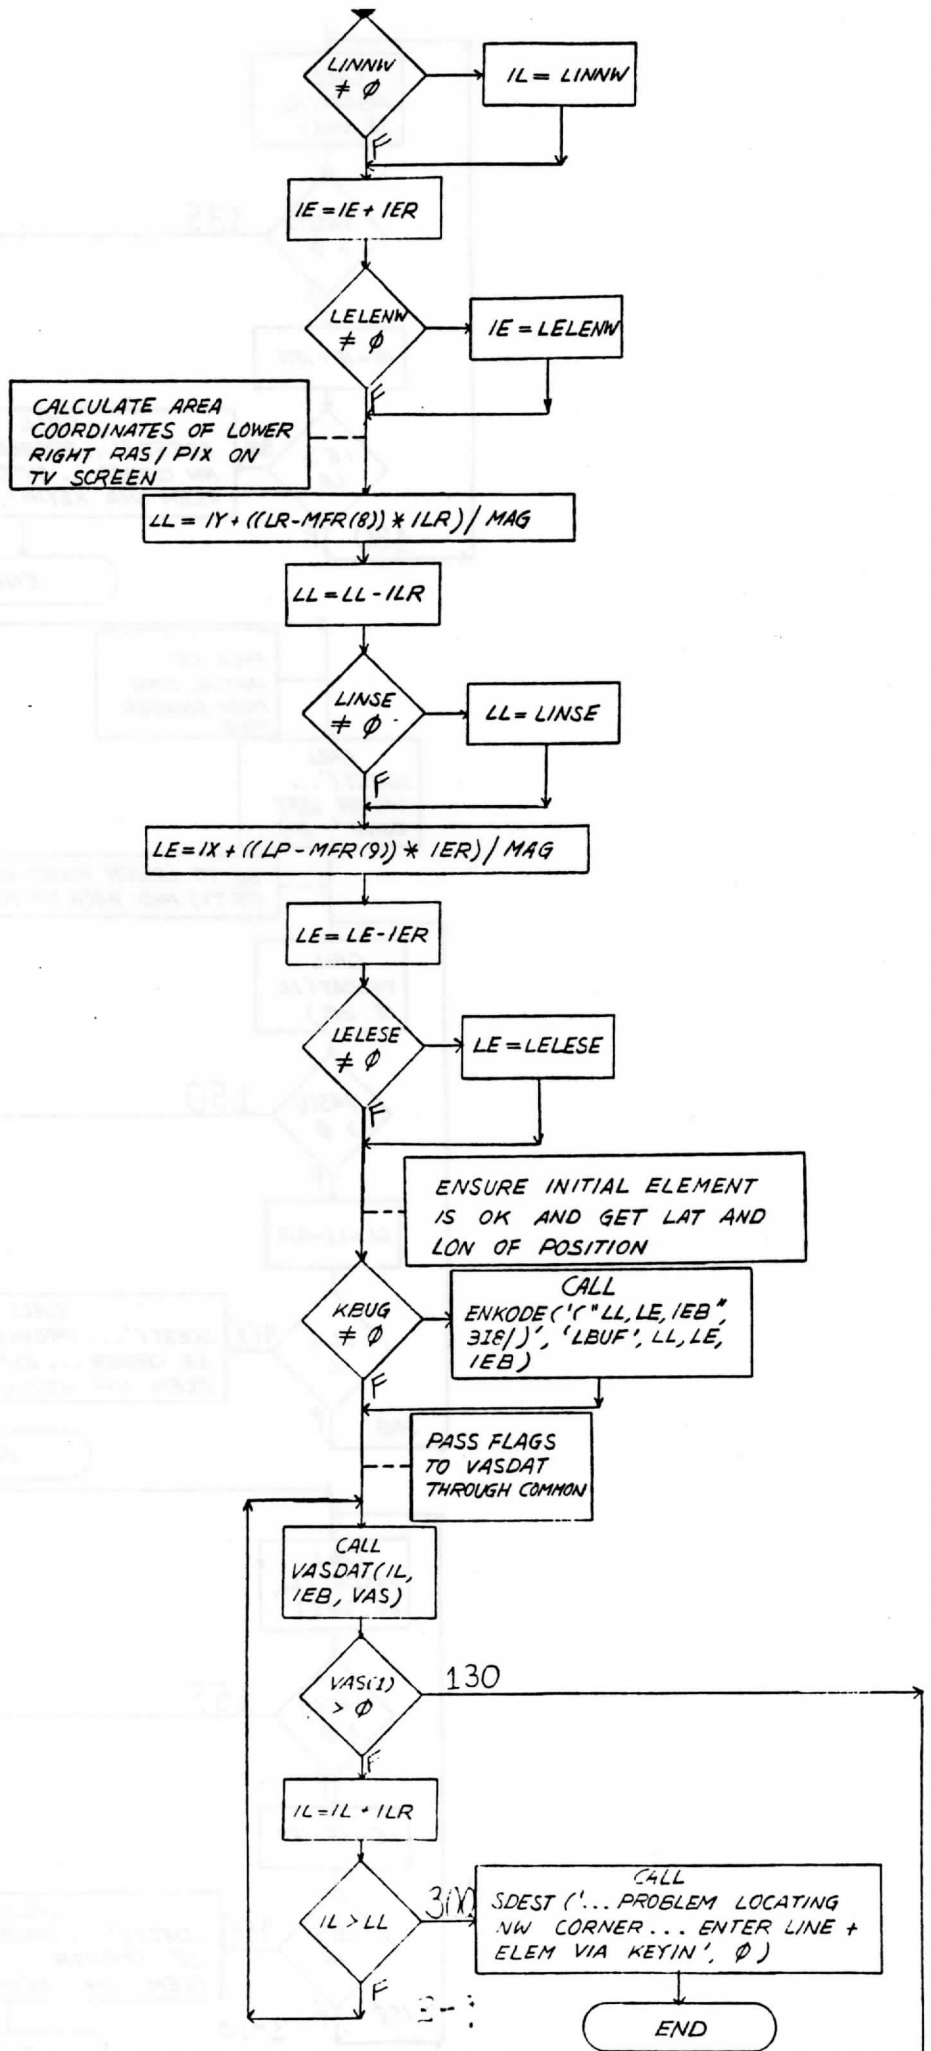 LINNW
≠ φ
IL = LINNW
F
IE = IE + IER
LELENW
≠ φ
IE = LELENW
F
CALCULATE AREA
COORDINATES OF LOWER
RIGHT RAS / PIX ON
TV SCREEN
LL = IY + ((LR-MFR(8)) * ILR) / MAG
LL = LL - ILR
LINSE
≠ φ
LL = LINSE
F
LE = IX + ((LP-MFR(9)) * IER) / MAG
LE = LE - IER
LELESE
≠ φ
LE = LELESE
F
ENSURE INITIAL ELEMENT
IS OK AND GET LAT AND
LON OF POSITION
KBUG
≠ φ
CALL
ENKODE('("LL,LE,IEB",
3I8/)', 'LBUF', LL, LE,
IEB)
F
PASS FLAGS
TO VASDAT
THROUGH COMMON
CALL
VASDAT(IL,
IEB, VAS)
VAS(1)
> φ
130
F
IL = IL + ILR
IL > LL
300
CALL
SDEST ('... PROBLEM LOCATING
NW CORNER ... ENTER LINE +
ELEM VIA KEYIN', φ)
F
END